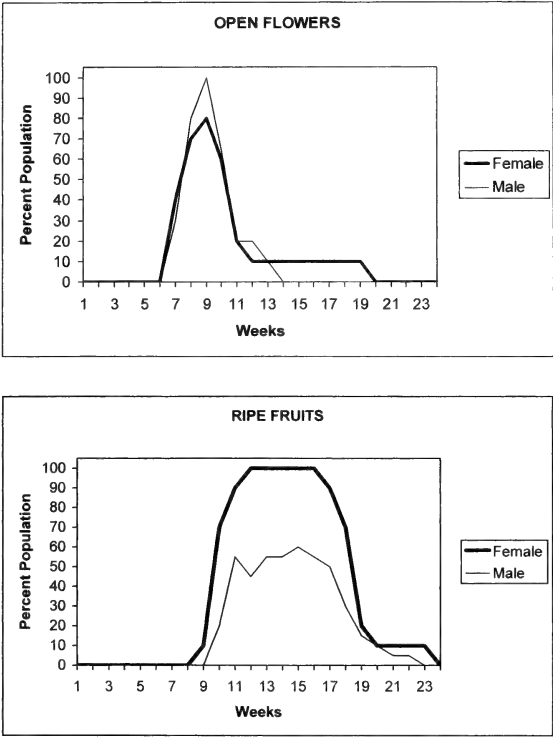 OPEN FLOWERS
100
90
80
70
60
50
40
30
20
10
0
Percent Population
1 3 5 7 9 11 13 15 17 19 21 23
Weeks
Female
Male
RIPE FRUITS
100
90
80
70
60
50
40
30
20
10
0
Percent Population
1 3 5 7 9 11 13 15 17 19 21 23
Weeks
Female
Male